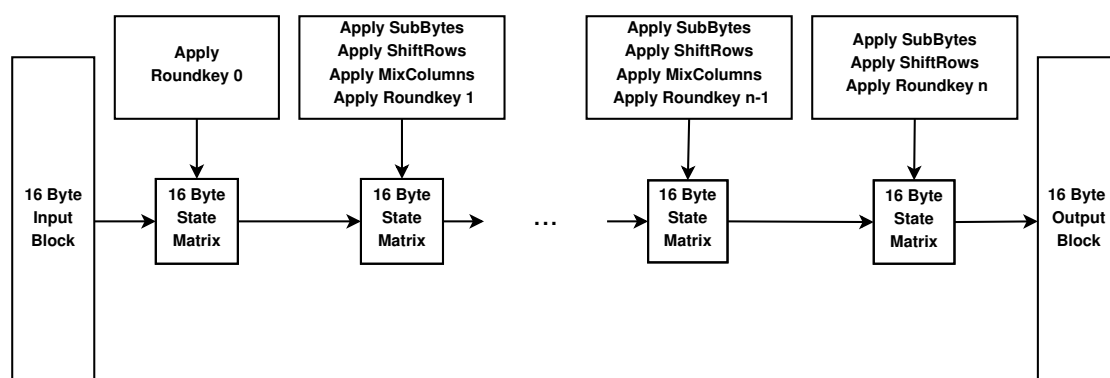 Apply
Roundkey 0
Apply SubBytes
Apply ShiftRows
Apply MixColumns
Apply Roundkey 1
Apply SubBytes
Apply ShiftRows
Apply MixColumns
Apply Roundkey n-1
Apply SubBytes
Apply ShiftRows
Apply Roundkey n
16 Byte
Input
Block
16 Byte
State
Matrix
16 Byte
State
Matrix
...
16 Byte
State
Matrix
16 Byte
State
Matrix
16 Byte
Output
Block